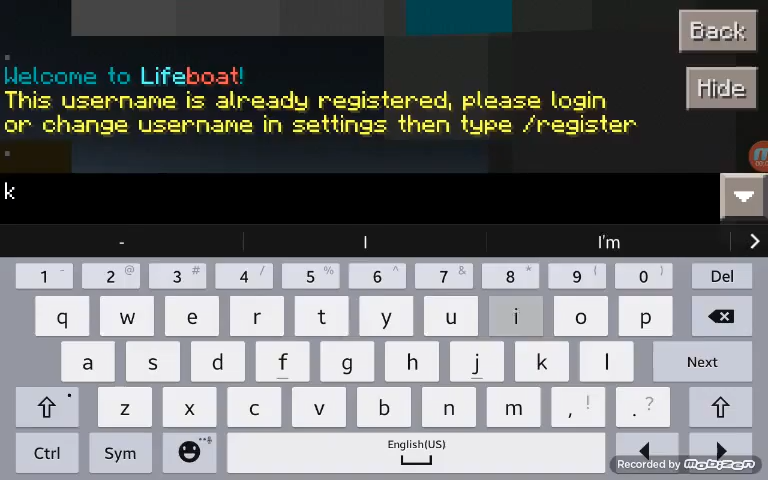 Back
Welcome to Lifeboat!
Hide
This username is already registered, please login
or change username in settings then type /register
k
- I I'm
1 - 2 @ 3 # 4 / 5 % 6 ^ 7 & 8 * 9 ( 0 ) Del
q w e r t y u i o p
a s d f g h j k l Next
z x c v b n m , ! . ?
Ctrl Sym English(US)
Recorded by mobizen